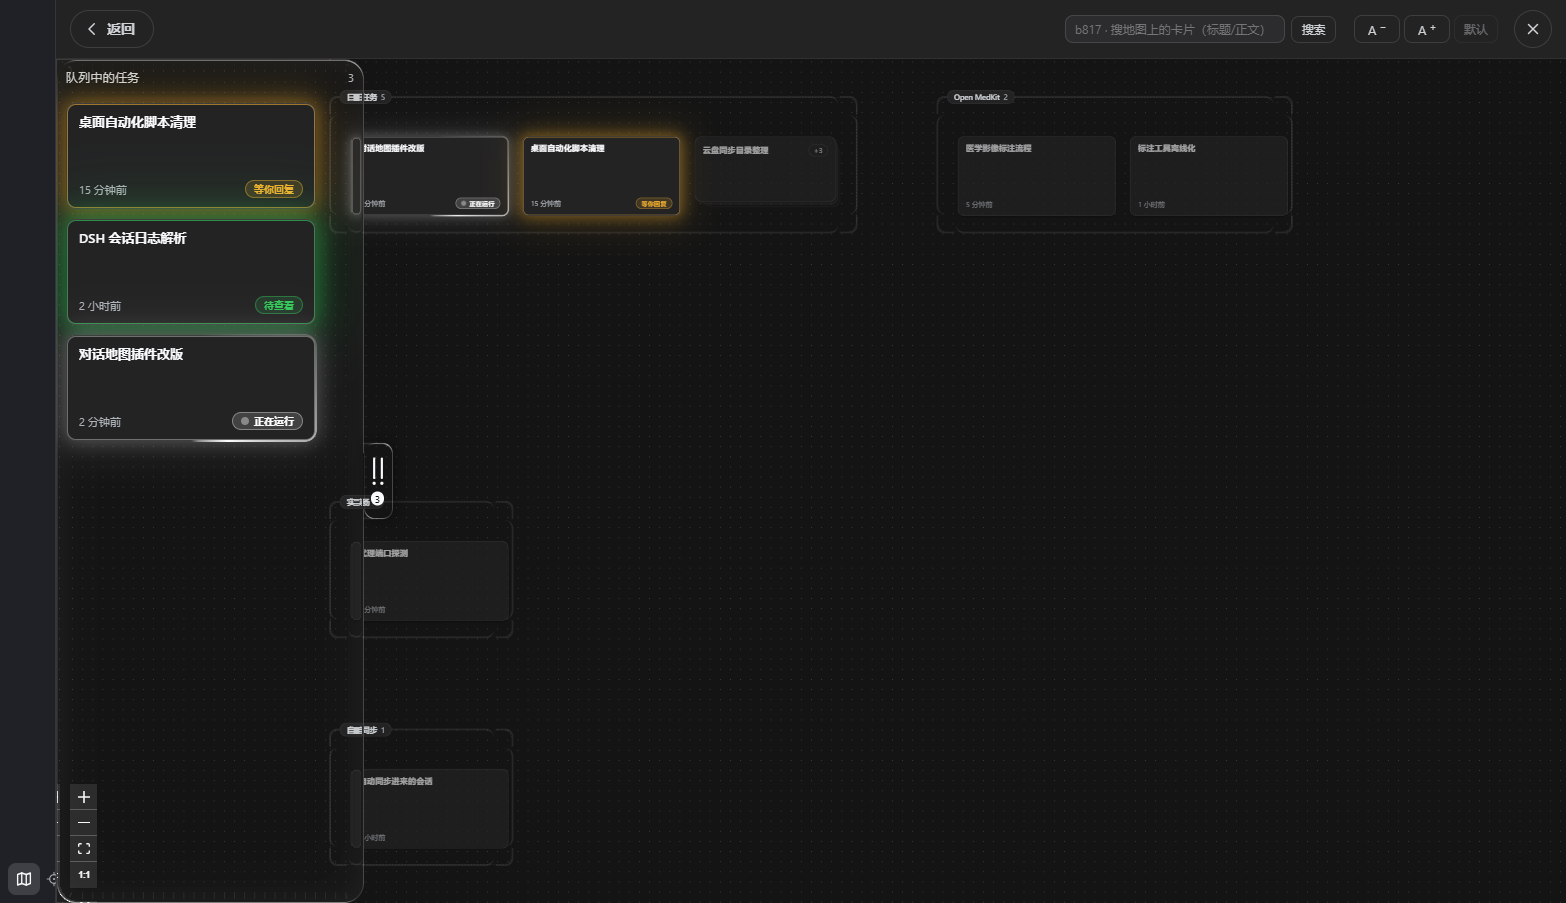 返回
b817 · 搜地图上的卡片（标题/正文）
搜索
A⁻
A⁺
默认
队列中的任务
3
桌面自动化脚本清理
15 分钟前
等你回复
DSH 会话日志解析
2 小时前
待查看
对话地图插件改版
2 分钟前
正在运行
任务 5
话地图插件改版
分钟前
正在运行
桌面自动化脚本清理
15 分钟前
等你回复
云盘同步目录整理
+3
Open MedKit 2
医学影像标注流程
5 分钟前
标注工具离线化
1 小时前
3
理端口探测
分钟前
同步 1
动同步进来的会话
小时前
1:1